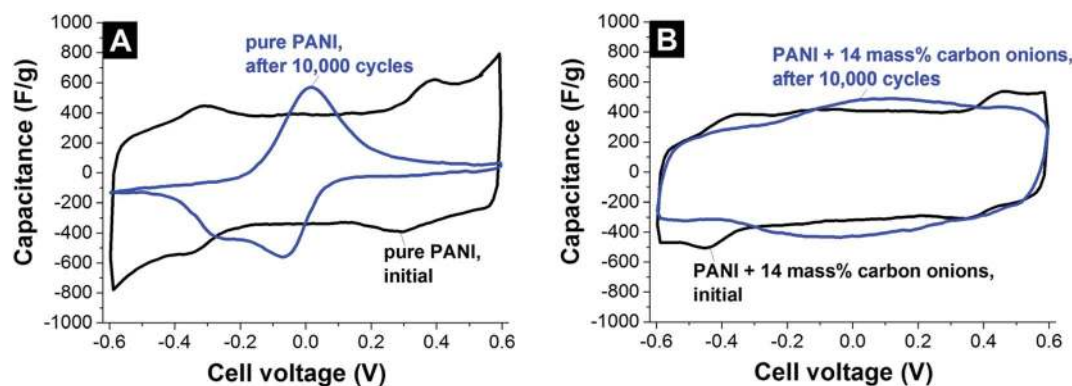 A
pure PANI,
after 10,000 cycles
pure PANI,
initial
Capacitance (F/g)
1000
800
600
400
200
0
-200
-400
-600
-800
-1000
-0.6
-0.4
-0.2
0.0
0.2
0.4
0.6
Cell voltage (V)
B
PANI + 14 mass% carbon onions,
after 10,000 cycles
PANI + 14 mass% carbon onions,
initial
Capacitance (F/g)
1000
800
600
400
200
0
-200
-400
-600
-800
-1000
-0.6
-0.4
-0.2
0.0
0.2
0.4
0.6
Cell voltage (V)